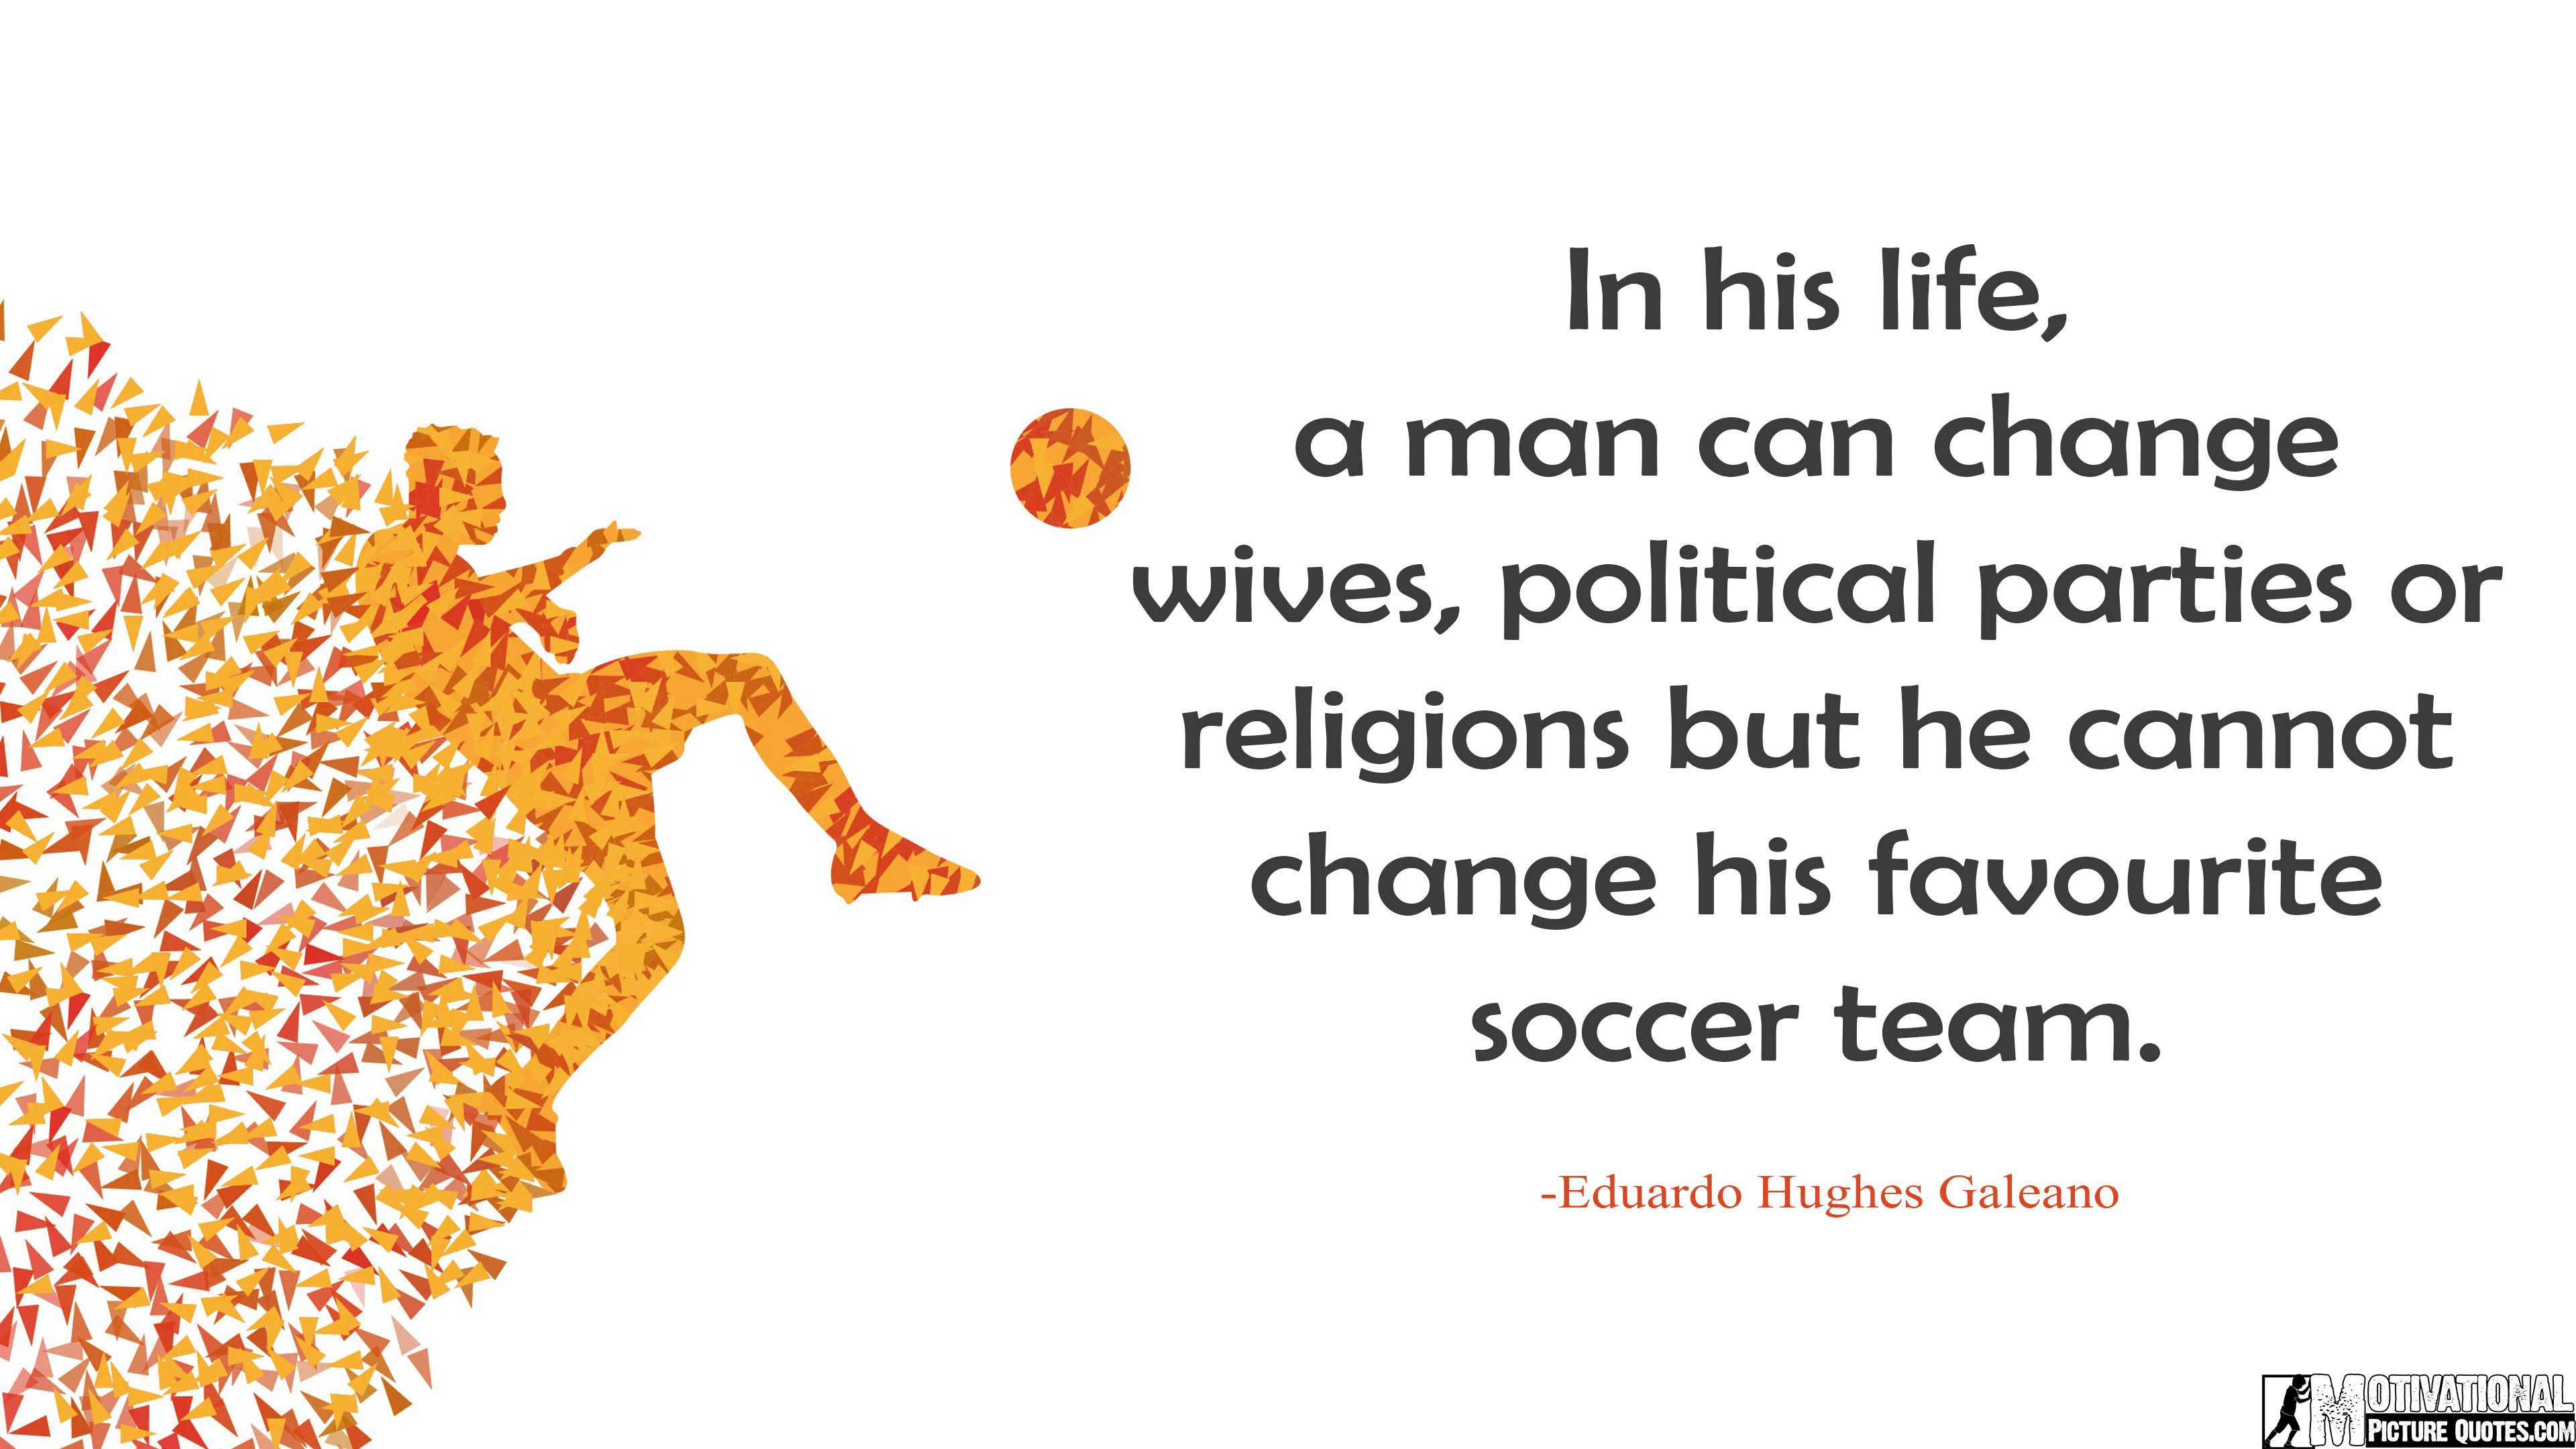 In his life,
a man can change
wives, political parties or
religions but he cannot
change his favourite
soccer team.
-Eduardo Hughes Galeano
MOTIVATIONAL
PICTURE QUOTES.COM